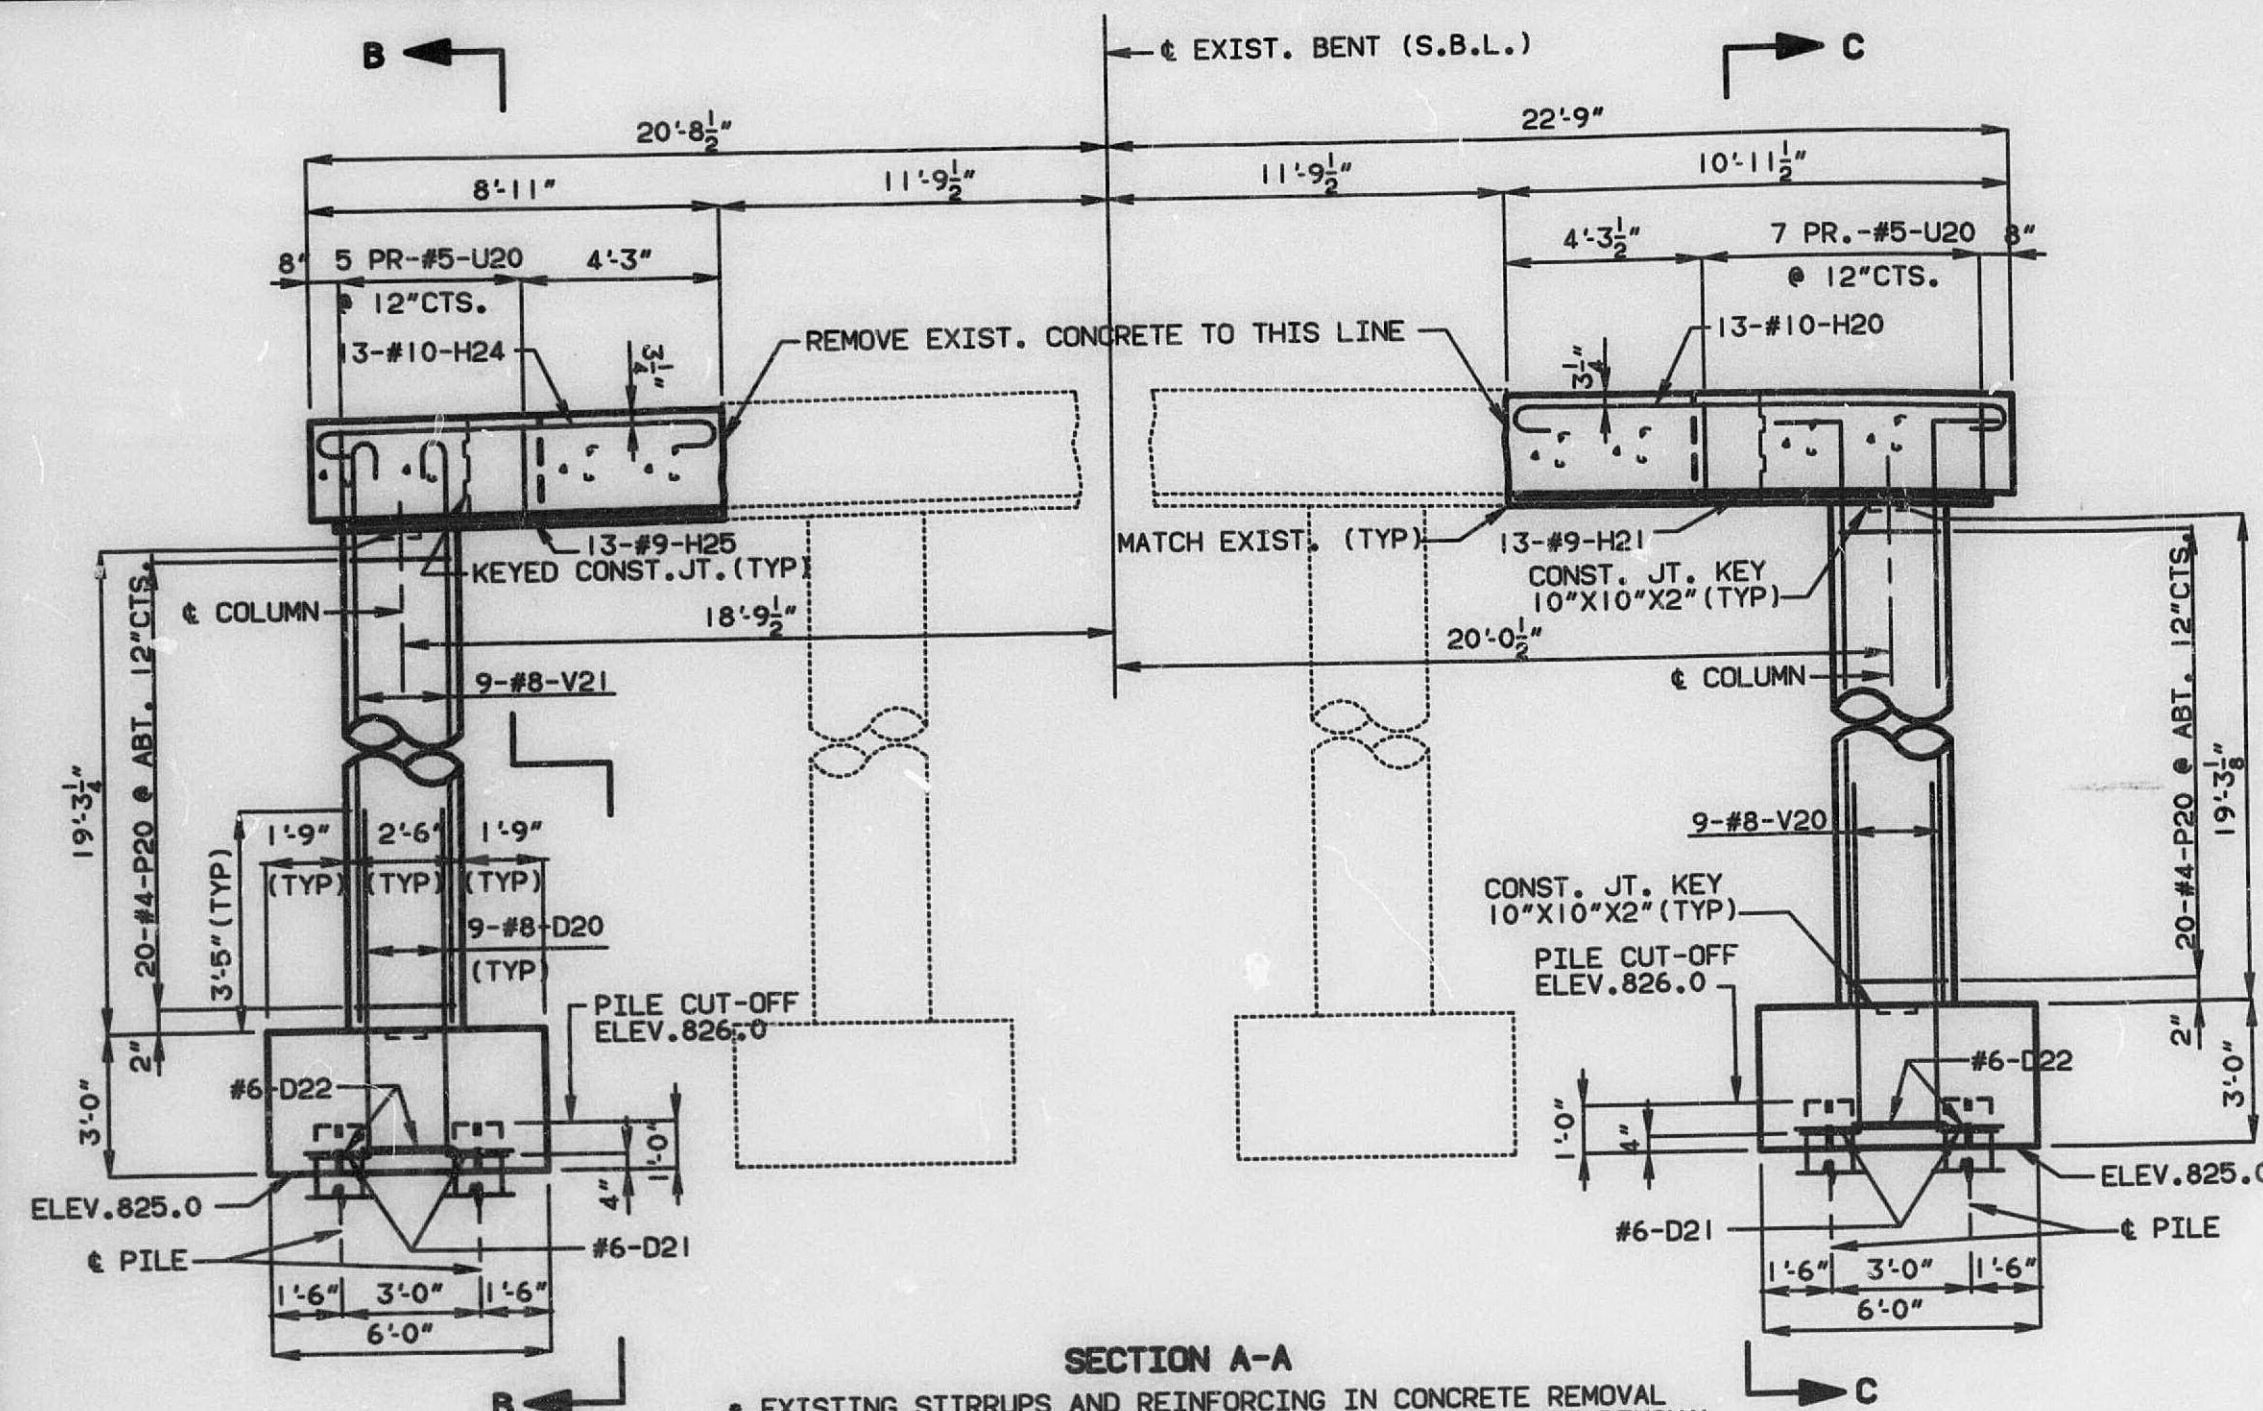 B
℄ EXIST. BENT (S.B.L.)
C
20'-8½"
22'-9"
8'-11"
11'-9½"
11'-9½"
10'-11½"
8"
5 PR-#5-U20
@ 12"CTS.
4'-3"
4'-3½"
7 PR.-#5-U20
@ 12"CTS.
8"
13-#10-H24
3¼"
REMOVE EXIST. CONCRETE TO THIS LINE
3¼"
13-#10-H20
13-#9-H25
KEYED CONST.JT.(TYP)
MATCH EXIST. (TYP)
13-#9-H21
CONST. JT. KEY
10"X10"X2"(TYP)
℄ COLUMN
18'-9½"
20'-0½"
℄ COLUMN
9-#8-V21
19'-3¼"
20-#4-P20 @ ABT. 12"CTS.
3'-5"(TYP)
1'-9"
(TYP)
2'-6"
(TYP)
1'-9"
(TYP)
9-#8-D20
(TYP)
9-#8-V20
20-#4-P20 @ ABT. 12"CTS.
19'-3⅛"
CONST. JT. KEY
10"X10"X2"(TYP)
PILE CUT-OFF
ELEV.826.0
PILE CUT-OFF
ELEV.826.0
2"
3'-0"
#6-D22
1'-0"
4"
1'-0"
4"
#6-D22
2"
3'-0"
ELEV.825.0
℄ PILE
#6-D21
ELEV.825.0
#6-D21
℄ PILE
1'-6"
3'-0"
1'-6"
6'-0"
1'-6"
3'-0"
1'-6"
6'-0"
SECTION A-A
B
EXISTING STIRRUPS AND REINFORCING IN CONCRETE REMOVAL
C